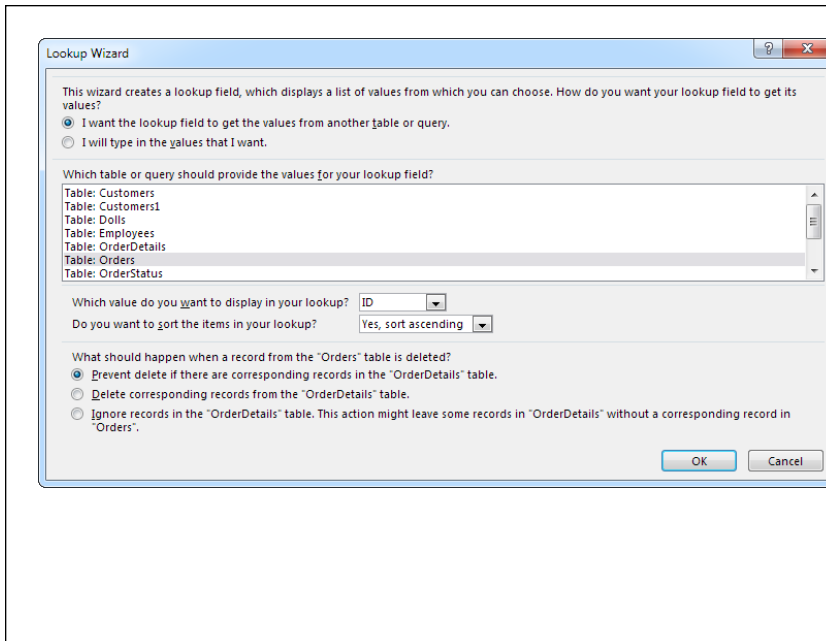 Lookup Wizard
This wizard creates a lookup field, which displays a list of values from which you can choose. How do you want your lookup field to get its
values?
I want the lookup field to get the values from another table or query.
I will type in the values that I want.
Which table or query should provide the values for your lookup field?
Table: Customers
Table: Customers1
Table: Dolls
Table: Employees
Table: OrderDetails
Table: Orders
Table: OrderStatus
Which value do you want to display in your lookup? ID
Do you want to sort the items in your lookup? Yes, sort ascending
What should happen when a record from the "Orders" table is deleted?
Prevent delete if there are corresponding records in the "OrderDetails" table.
Delete corresponding records from the "OrderDetails" table.
Ignore records in the "OrderDetails" table. This action might leave some records in "OrderDetails" without a corresponding record in
"Orders".
OK Cancel